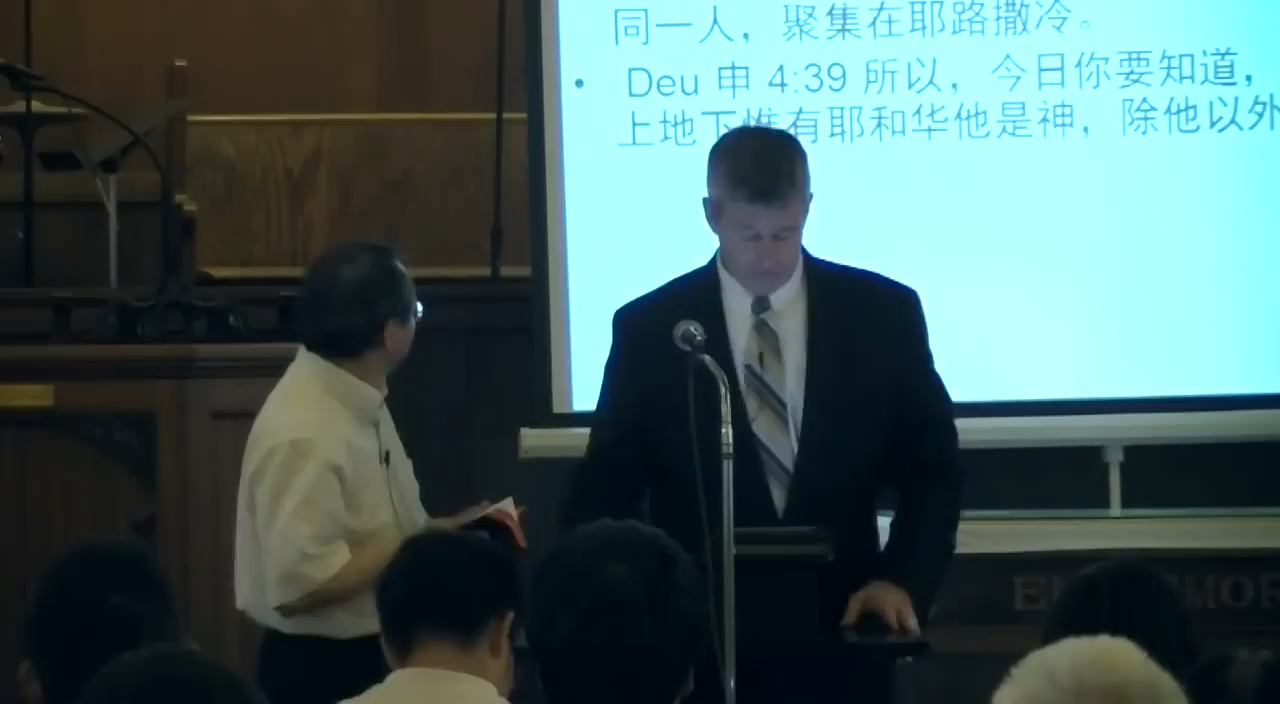 同一人，聚集在耶路撒冷。
• Deu 申 4:39 所以，今日你要知道，
上地下惟有耶和华他是神，除他以外